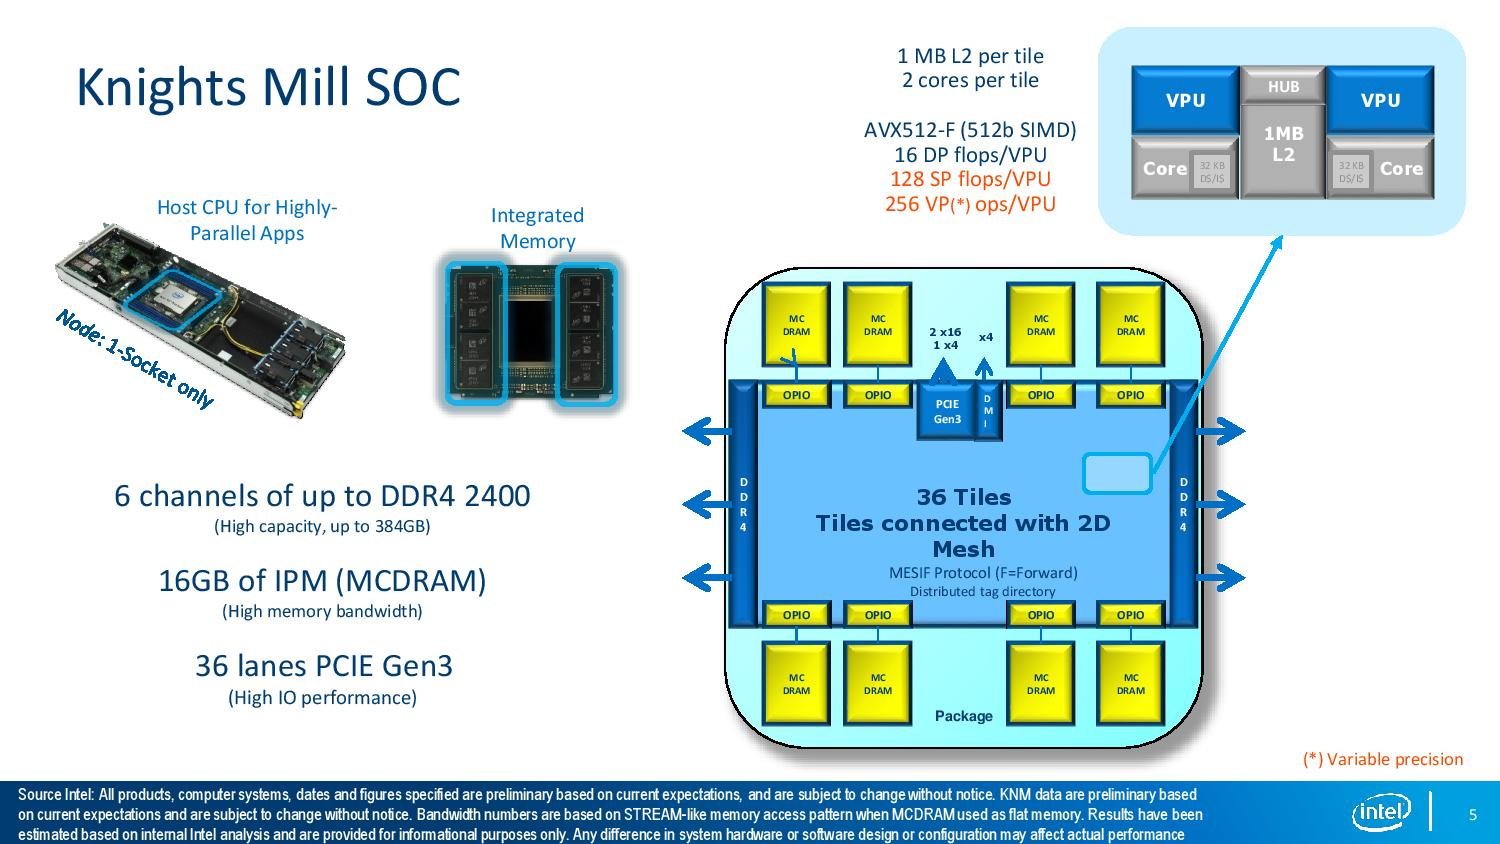 Knights Mill SOC
1 MB L2 per tile
2 cores per tile
AVX512-F (512b SIMD)
16 DP flops/VPU
128 SP flops/VPU
256 VP(*) ops/VPU
VPU
HUB
VPU
1MB
L2
Core
32 KB
D$/I$
32 KB
D$/I$
Core
Host CPU for Highly-
Parallel Apps
Node: 1-Socket only
Integrated
Memory
6 channels of up to DDR4 2400
(High capacity, up to 384GB)
16GB of IPM (MCDRAM)
(High memory bandwidth)
36 lanes PCIE Gen3
(High IO performance)
MC
DRAM
MC
DRAM
2 x16
1 x4
x4
MC
DRAM
MC
DRAM
OPIO
OPIO
PCIE
Gen3
D
M
I
OPIO
OPIO
D
D
R
4
D
D
R
4
36 Tiles
Tiles connected with 2D
Mesh
MESIF Protocol (F=Forward)
Distributed tag directory
OPIO
OPIO
OPIO
OPIO
MC
DRAM
MC
DRAM
MC
DRAM
MC
DRAM
Package
(*) Variable precision
Source Intel: All products, computer systems, dates and figures specified are preliminary based on current expectations, and are subject to change without notice. KNM data are preliminary based
on current expectations and are subject to change without notice. Bandwidth numbers are based on STREAM-like memory access pattern when MCDRAM used as flat memory. Results have been
estimated based on internal Intel analysis and are provided for informational purposes only. Any difference in system hardware or software design or configuration may affect actual performance
intel
5